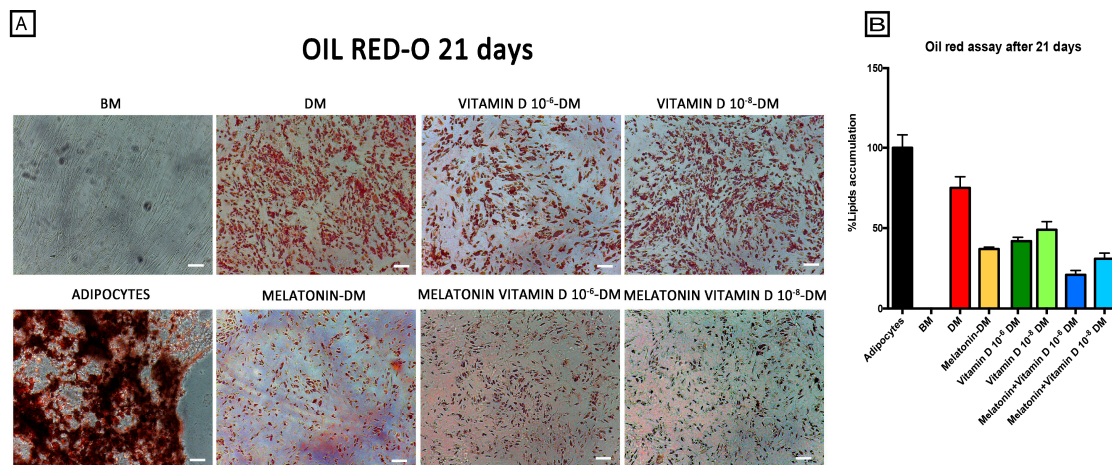 A
OIL RED-O 21 days
BM
DM
VITAMIN D 10⁻⁶-DM
VITAMIN D 10⁻⁸-DM
ADIPOCYTES
MELATONIN-DM
MELATONIN VITAMIN D 10⁻⁶-DM
MELATONIN VITAMIN D 10⁻⁸-DM
B
Oil red assay after 21 days
%Lipids accumulation
150
100
50
0
Adipocytes
BM
DM
Melatonin-DM
Vitamin D 10⁻⁶ DM
Vitamin D 10⁻⁸ DM
Melatonin+Vitamin D 10⁻⁶ DM
Melatonin+Vitamin D 10⁻⁸ DM